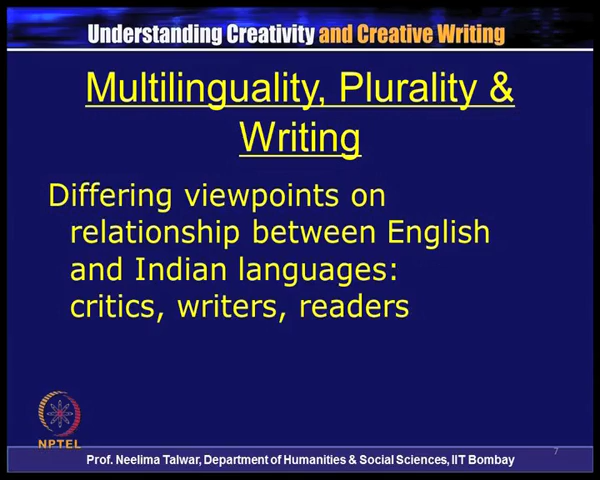 Understanding Creativity and Creative Writing
Multilinguality, Plurality &
Writing
Differing viewpoints on
relationship between English
and Indian languages:
critics, writers, readers
NPTEL
7
Prof. Neelima Talwar, Department of Humanities & Social Sciences, IIT Bombay